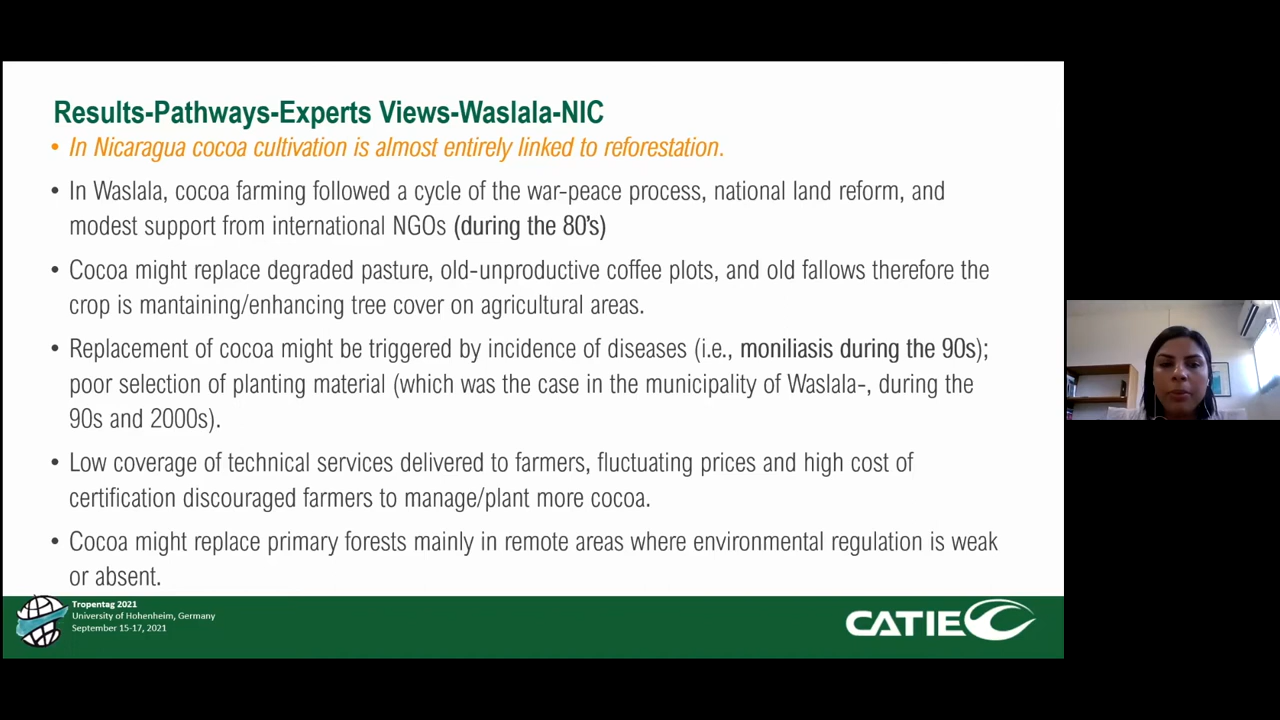 Results-Pathways-Experts Views-Waslala-NIC
• In Nicaragua cocoa cultivation is almost entirely linked to reforestation.
• In Waslala, cocoa farming followed a cycle of the war-peace process, national land reform, and
modest support from international NGOs (during the 80's)
• Cocoa might replace degraded pasture, old-unproductive coffee plots, and old fallows therefore the
crop is mantaining/enhancing tree cover on agricultural areas.
• Replacement of cocoa might be triggered by incidence of diseases (i.e., moniliasis during the 90s);
poor selection of planting material (which was the case in the municipality of Waslala-, during the
90s and 2000s).
• Low coverage of technical services delivered to farmers, fluctuating prices and high cost of
certification discouraged farmers to manage/plant more cocoa.
• Cocoa might replace primary forests mainly in remote areas where environmental regulation is weak
or absent.
Tropentag 2021
University of Hohenheim, Germany
September 15-17, 2021
CATIE